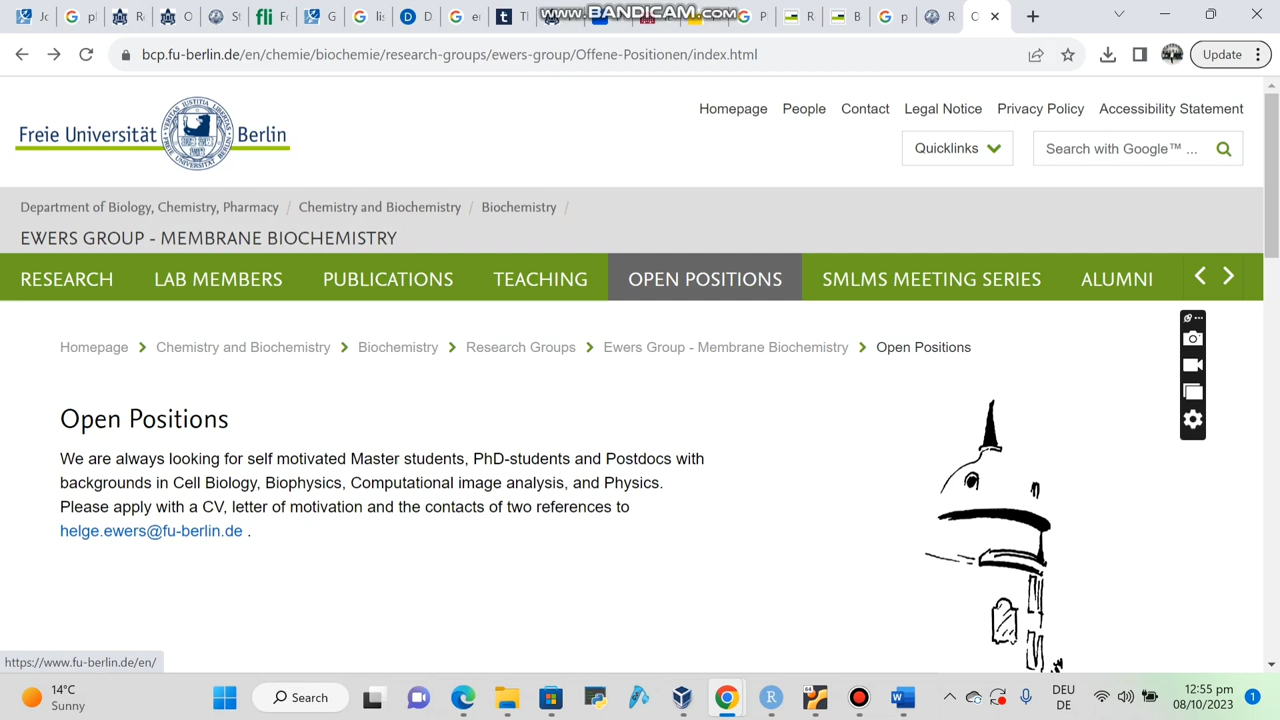 Jc
p
R
O
St
Fc
G
lis
D
e
D
WWW.BANDICAM.COM
P
R
B
p
R
C
bcp.fu-berlin.de/en/chemie/biochemie/research-groups/ewers-group/Offene-Positionen/index.html
Update
Homepage People Contact Legal Notice Privacy Policy Accessibility Statement
Freie Universität Berlin
Quicklinks
Search with Google™ ...
Department of Biology, Chemistry, Pharmacy / Chemistry and Biochemistry / Biochemistry /
EWERS GROUP - MEMBRANE BIOCHEMISTRY
RESEARCH LAB MEMBERS PUBLICATIONS TEACHING OPEN POSITIONS SMLMS MEETING SERIES ALUMNI
Homepage Chemistry and Biochemistry Biochemistry Research Groups Ewers Group - Membrane Biochemistry Open Positions
Open Positions
We are always looking for self motivated Master students, PhD-students and Postdocs with
backgrounds in Cell Biology, Biophysics, Computational image analysis, and Physics.
Please apply with a CV, letter of motivation and the contacts of two references to
helge.ewers@fu-berlin.de .
https://www.fu-berlin.de/en/
14°C
Sunny
Search
DEU
DE
12:55 pm
08/10/2023
1